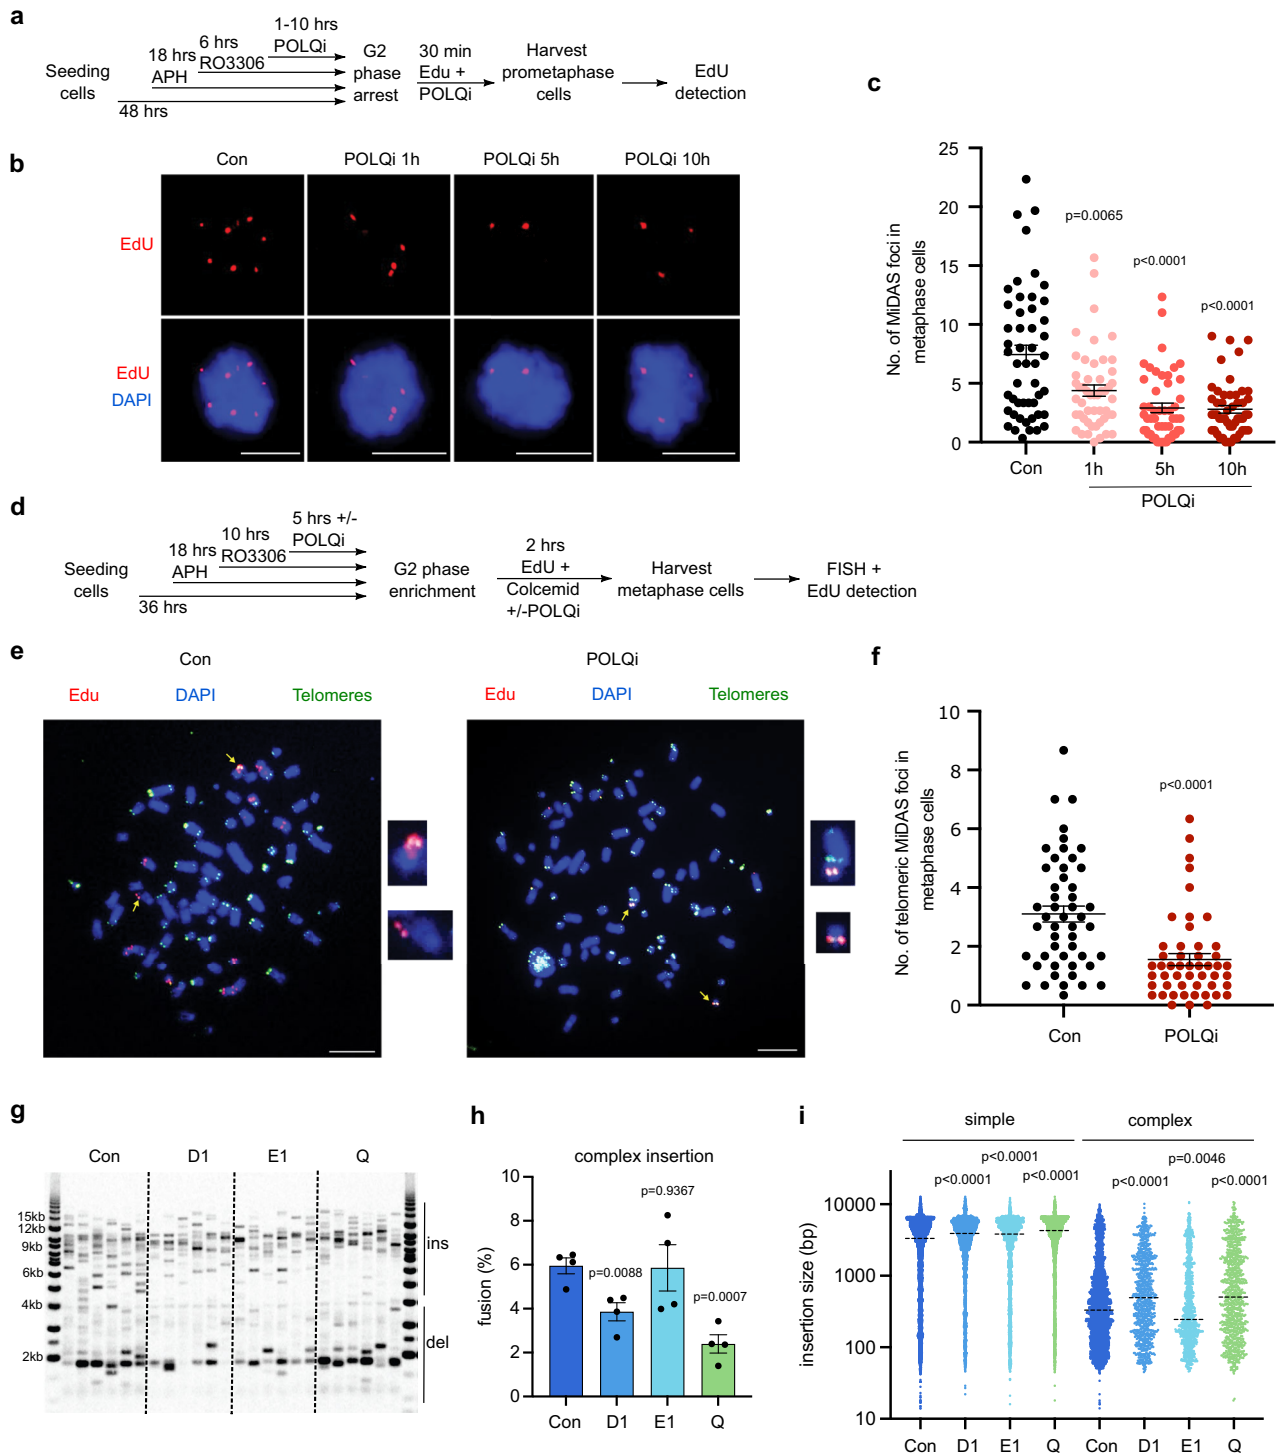 a
1-10 hrs
6 hrs POLQi
18 hrs RO3306
APH
Seeding cells
48 hrs
G2 phase arrest
30 min
Edu +
POLQi
Harvest prometaphase cells
EdU detection
b
Con POLQi 1h POLQi 5h POLQi 10h
EdU
EdU
DAPI
c
No. of MiDAS foci in
metaphase cells
25
20
15
10
5
0
p=0.0065
p<0.0001
p<0.0001
Con 1h 5h 10h
POLQi
d
5 hrs +/-
10 hrs POLQi
18 hrs RO3306
APH
Seeding cells
36 hrs
G2 phase enrichment
2 hrs
EdU +
Colcemid
+/-POLQi
Harvest metaphase cells
FISH +
EdU detection
e
Con
Edu DAPI Telomeres
POLQi
Edu DAPI Telomeres
f
No. of telomeric MiDAS foci in
metaphase cells
10
8
6
4
2
0
p<0.0001
Con POLQi
g
Con D1 E1 Q
15kb
12kb
9kb
6kb
4kb
2kb
ins
del
h
complex insertion
fusion (%)
10
8
6
4
2
0
p=0.9367
p=0.0088
p=0.0007
Con D1 E1 Q
i
simple complex
p<0.0001 p=0.0046
p<0.0001 p<0.0001 p<0.0001 p<0.0001
insertion size (bp)
10000
1000
100
10
Con D1 E1 Q Con D1 E1 Q